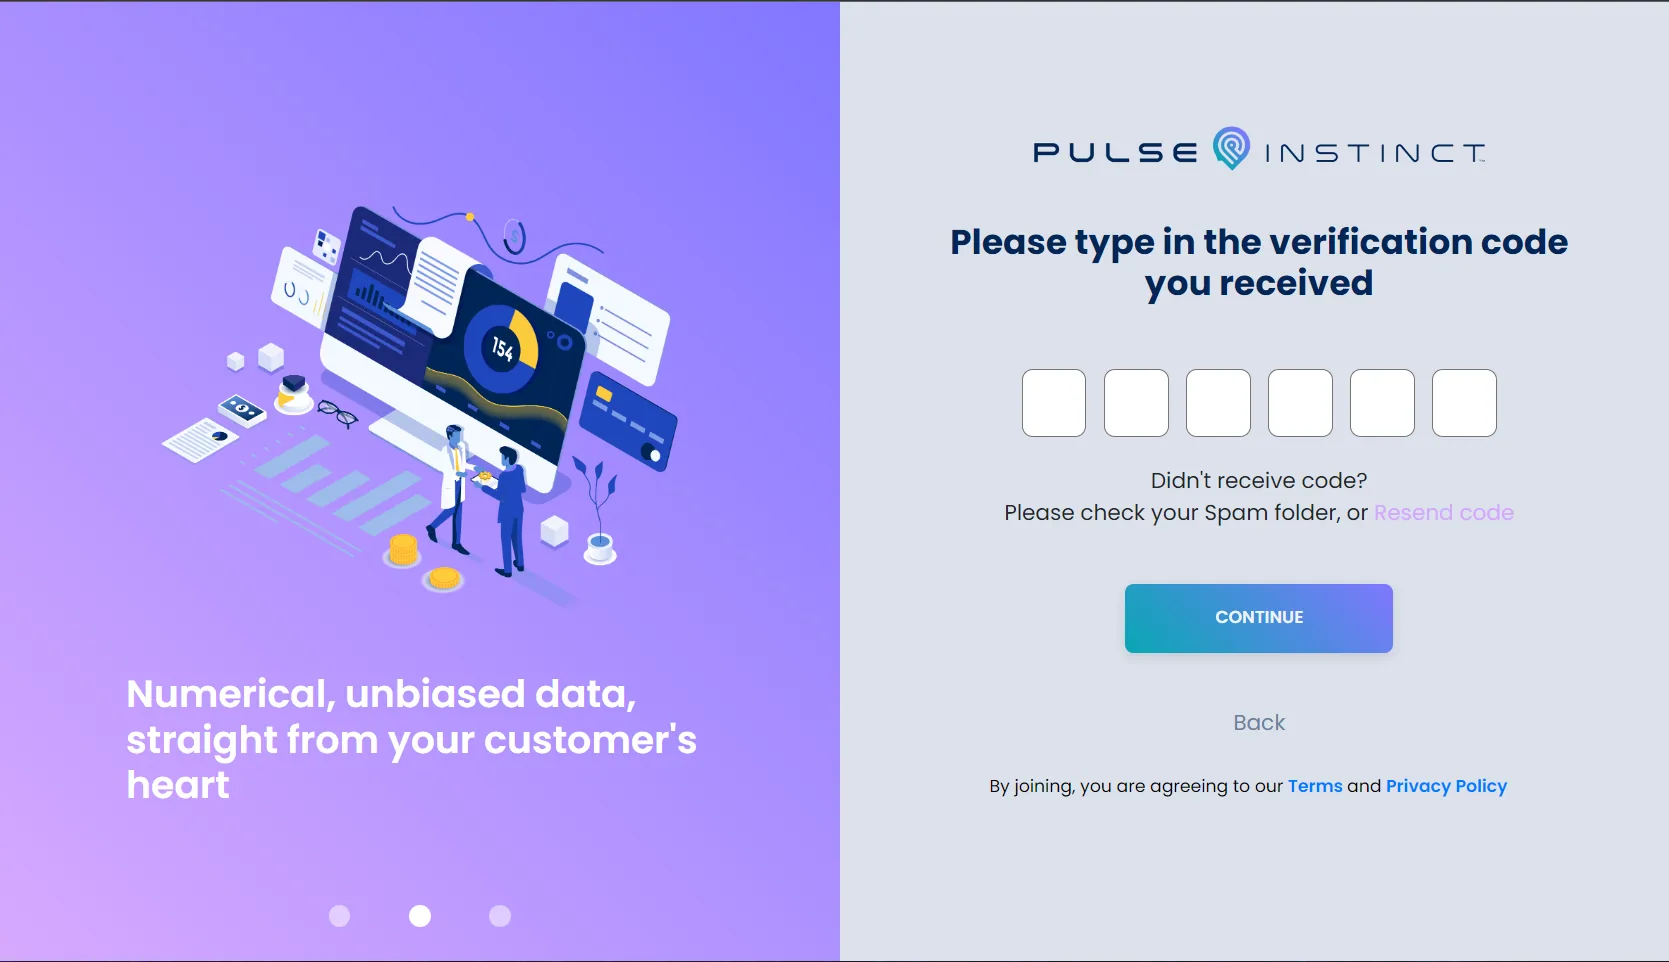 154
Numerical, unbiased data,
straight from your customer's
heart
PULSE INSTINCT™
Please type in the verification code
you received
Didn't receive code?
Please check your Spam folder, or Resend code
CONTINUE
Back
By joining, you are agreeing to our Terms and Privacy Policy